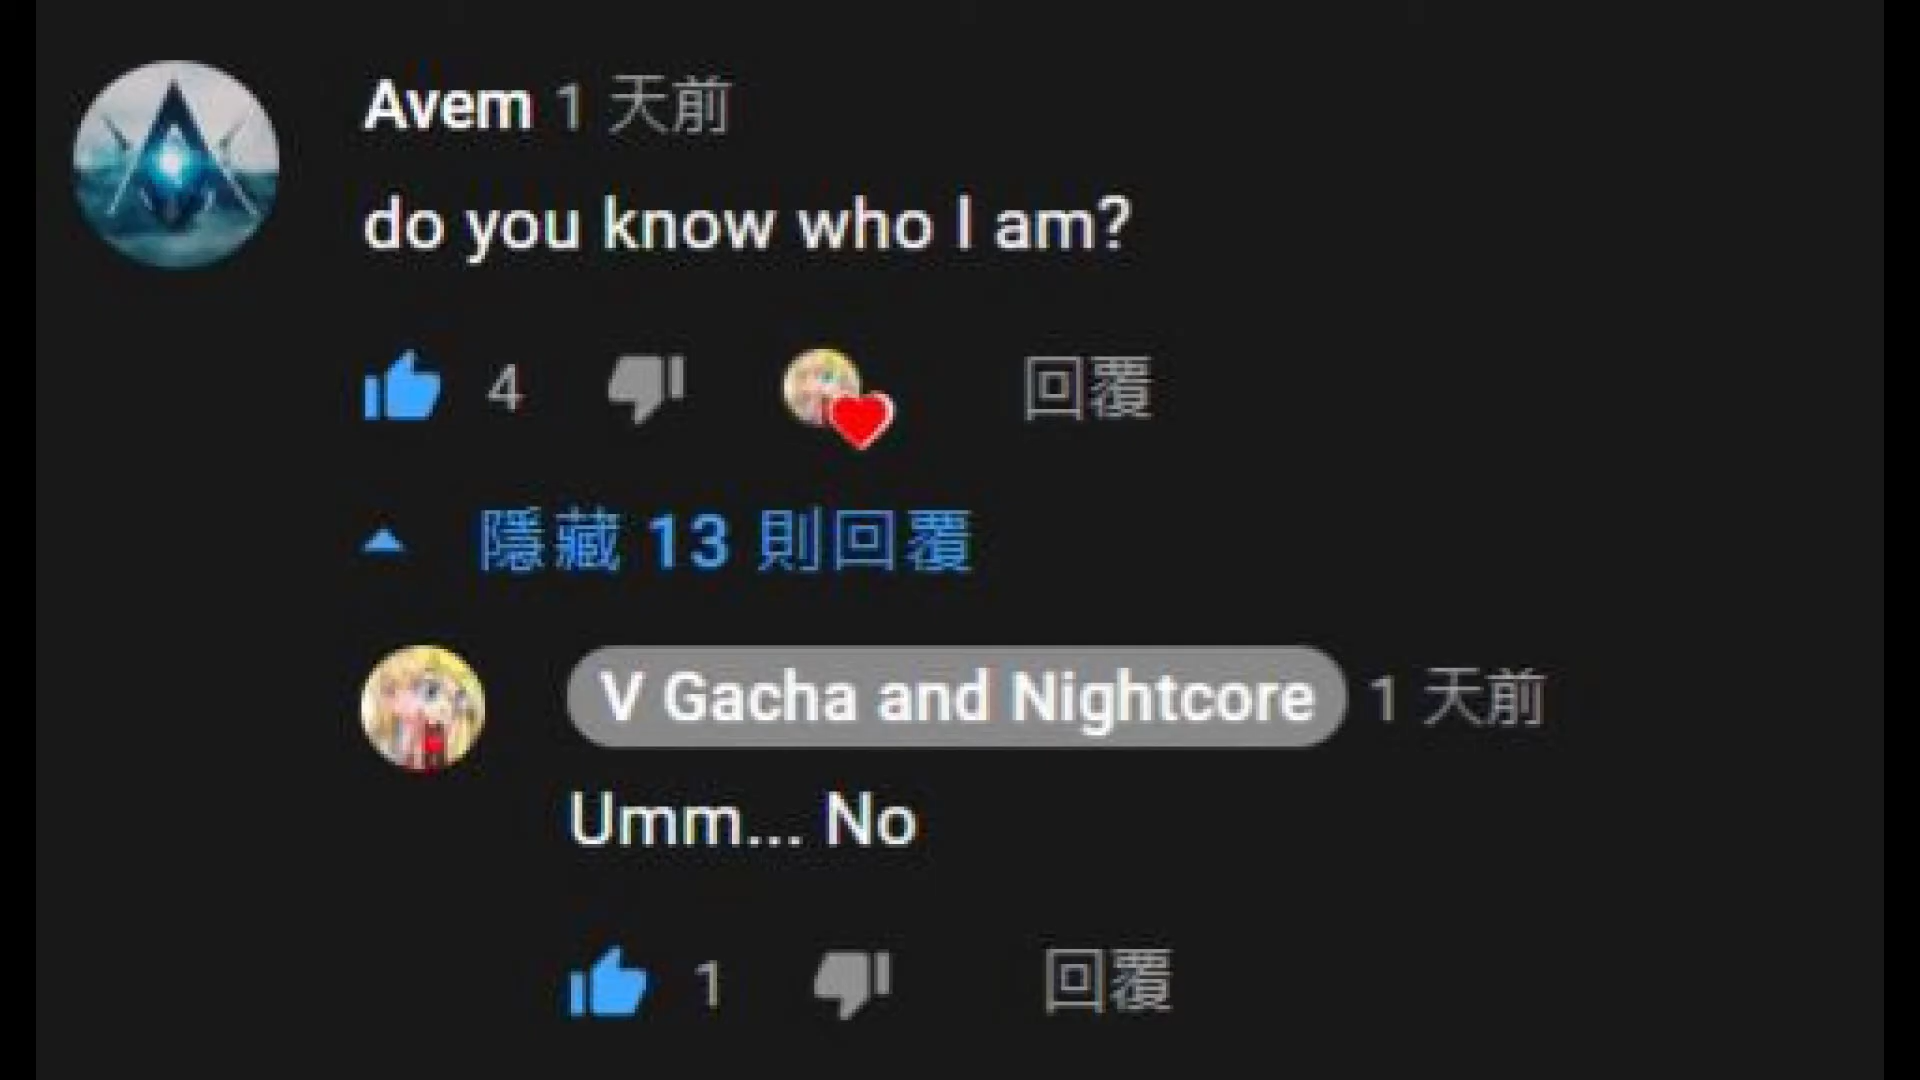 Avem 1 天前
do you know who I am?
4 回覆
隱藏 13 則回覆
V Gacha and Nightcore 1 天前
Umm... No
1 回覆